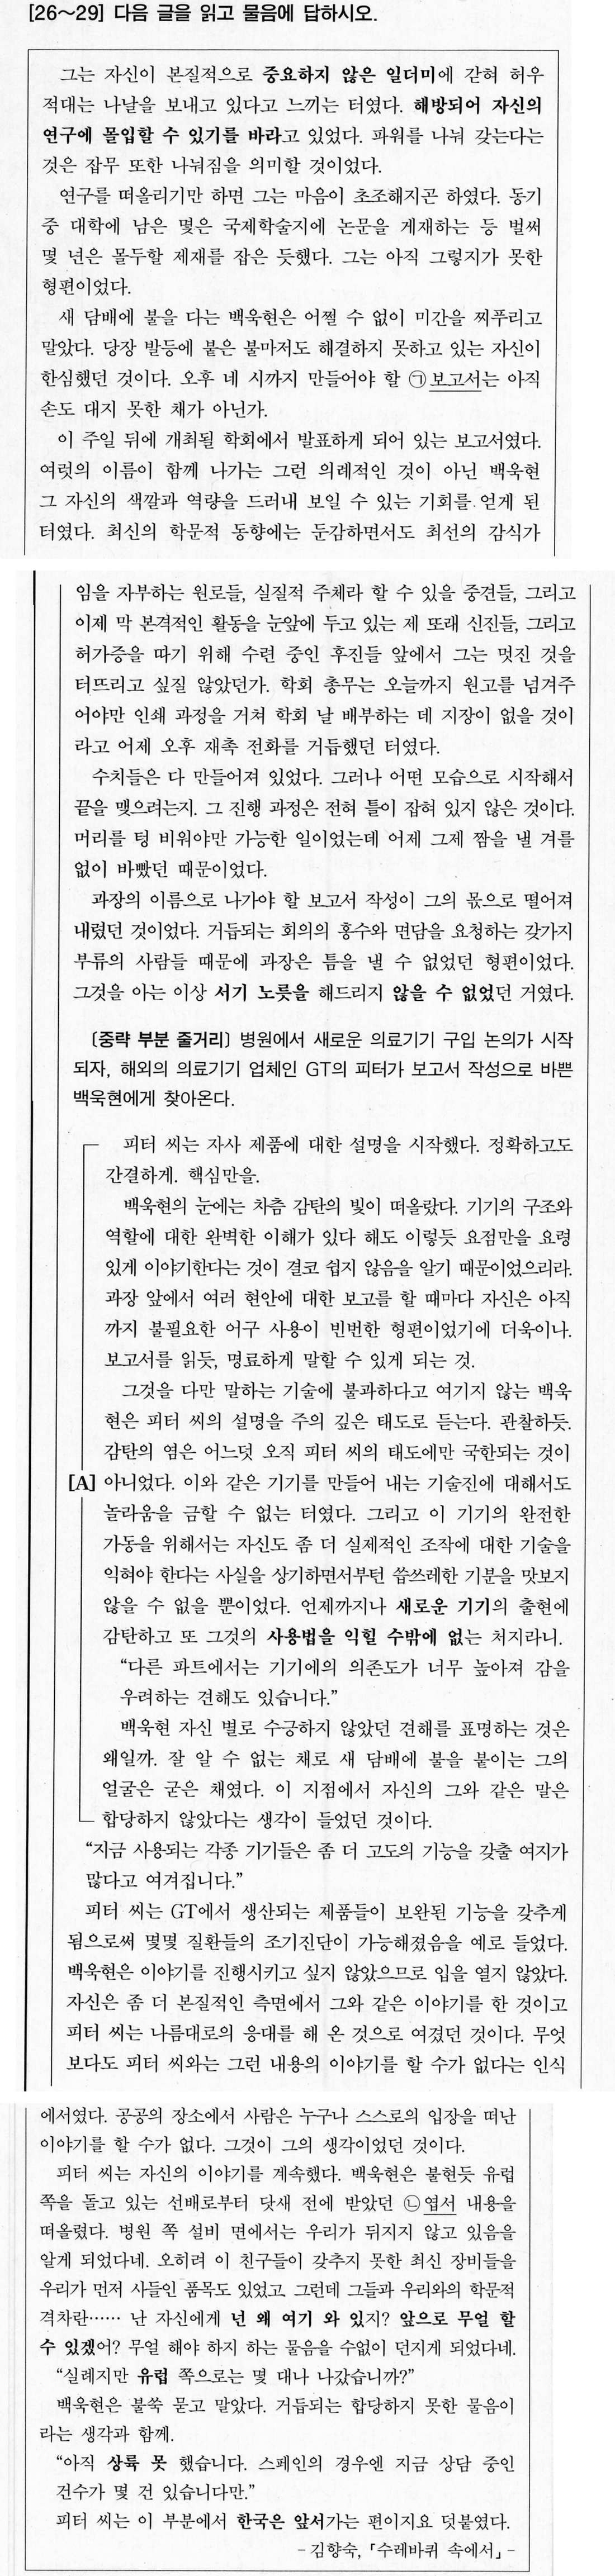 [26～29] 다음 글을 읽고 물음에 답하시오.
그는 자신이 본질적으로 중요하지 않은 일더미에 갇혀 허우
적대는 나날을 보내고 있다고 느끼는 터였다. 해방되어 자신의
연구에 몰입할 수 있기를 바라고 있었다. 파워를 나눠 갖는다는
것은 잡무 또한 나눠짐을 의미할 것이었다.
연구를 떠올리기만 하면 그는 마음이 초조해지곤 하였다. 동기
중 대학에 남은 몇은 국제학술지에 논문을 게재하는 등 벌써
몇 년은 몰두할 제재를 잡은 듯했다. 그는 아직 그렇지가 못한
형편이었다.
새 담배에 불을 다는 백욱현은 어쩔 수 없이 미간을 찌푸리고
말았다. 당장 발등에 붙은 불마저도 해결하지 못하고 있는 자신이
한심했던 것이다. 오후 네 시까지 만들어야 할 ㉠보고서는 아직
손도 대지 못한 채가 아닌가.
이 주일 뒤에 개최될 학회에서 발표하게 되어 있는 보고서였다.
여럿의 이름이 함께 나가는 그런 의례적인 것이 아닌 백욱현
그 자신의 색깔과 역량을 드러내 보일 수 있는 기회를 얻게 된
터였다. 최신의 학문적 동향에는 둔감하면서도 최선의 감식가
임을 자부하는 원로들, 실질적 주체라 할 수 있을 중견들, 그리고
이제 막 본격적인 활동을 눈앞에 두고 있는 제 또래 신진들, 그리고
허가증을 따기 위해 수련 중인 후진들 앞에서 그는 멋진 것을
터뜨리고 싶질 않았던가. 학회 총무는 오늘까지 원고를 넘겨주
어야만 인쇄 과정을 거쳐 학회 날 배부하는 데 지장이 없을 것이
라고 어제 오후 재촉 전화를 거듭했던 터였다.
수치들은 다 만들어져 있었다. 그러나 어떤 모습으로 시작해서
끝을 맺으려는지. 그 진행 과정은 전혀 틀이 잡혀 있지 않은 것이다.
머리를 텅 비워야만 가능한 일이었는데 어제 그제 짬을 낼 겨를
없이 바빴던 때문이었다.
과장의 이름으로 나가야 할 보고서 작성이 그의 몫으로 떨어져
내렸던 것이었다. 거듭되는 회의의 홍수와 면담을 요청하는 갖가지
부류의 사람들 때문에 과장은 틈을 낼 수 없었던 형편이었다.
그것을 아는 이상 서기 노릇을 해드리지 않을 수 없었던 거였다.
〔중략 부분 줄거리〕 병원에서 새로운 의료기기 구입 논의가 시작
되자, 해외의 의료기기 업체인 GT의 피터가 보고서 작성으로 바쁜
백욱현에게 찾아온다.
피터 씨는 자사 제품에 대한 설명을 시작했다. 정확하고도
간결하게. 핵심만을.
백욱현의 눈에는 차츰 감탄의 빛이 떠올랐다. 기기의 구조와
역할에 대한 완벽한 이해가 있다 해도 이렇듯 요점만을 요령
있게 이야기한다는 것이 결코 쉽지 않음을 알기 때문이었으리라.
과장 앞에서 여러 현안에 대한 보고를 할 때마다 자신은 아직
까지 불필요한 어구 사용이 빈번한 형편이었기에 더욱이나.
보고서를 읽듯, 명료하게 말할 수 있게 되는 것.
그것을 다만 말하는 기술에 불과하다고 여기지 않는 백욱
현은 피터 씨의 설명을 주의 깊은 태도로 듣는다. 관찰하듯.
감탄의 염은 어느덧 오직 피터 씨의 태도에만 국한되는 것이
[A] 아니었다. 이와 같은 기기를 만들어 내는 기술진에 대해서도
놀라움을 금할 수 없는 터였다. 그리고 이 기기의 완전한
가동을 위해서는 자신도 좀 더 실제적인 조작에 대한 기술을
익혀야 한다는 사실을 상기하면서부턴 씁쓰레한 기분을 맛보지
않을 수 없을 뿐이었다. 언제까지나 새로운 기기의 출현에
감탄하고 또 그것의 사용법을 익힐 수밖에 없는 처지라니.
“다른 파트에서는 기기에의 의존도가 너무 높아져 감을
우려하는 견해도 있습니다.”
백욱현 자신 별로 수긍하지 않았던 견해를 표명하는 것은
왜일까. 잘 알 수 없는 채로 새 담배에 불을 붙이는 그의
얼굴은 굳은 채였다. 이 지점에서 자신의 그와 같은 말은
합당하지 않았다는 생각이 들었던 것이다.
“지금 사용되는 각종 기기들은 좀 더 고도의 기능을 갖출 여지가
많다고 여겨집니다.”
피터 씨는 GT에서 생산되는 제품들이 보완된 기능을 갖추게
됨으로써 몇몇 질환들의 조기진단이 가능해졌음을 예로 들었다.
백욱현은 이야기를 진행시키고 싶지 않았으므로 입을 열지 않았다.
자신은 좀 더 본질적인 측면에서 그와 같은 이야기를 한 것이고
피터 씨는 나름대로의 응대를 해 온 것으로 여겼던 것이다. 무엇
보다도 피터 씨와는 그런 내용의 이야기를 할 수가 없다는 인식
에서였다. 공공의 장소에서 사람은 누구나 스스로의 입장을 떠난
이야기를 할 수가 없다. 그것이 그의 생각이었던 것이다.
피터 씨는 자신의 이야기를 계속했다. 백욱현은 불현듯 유럽
쪽을 돌고 있는 선배로부터 닷새 전에 받았던 ㉡엽서 내용을
떠올렸다. 병원 쪽 설비 면에서는 우리가 뒤지지 않고 있음을
알게 되었다네. 오히려 이 친구들이 갖추지 못한 최신 장비들을
우리가 먼저 사들인 품목도 있었고. 그런데 그들과 우리와의 학문적
격차란…… 난 자신에게 넌 왜 여기 와 있지? 앞으로 무얼 할
수 있겠어? 무얼 해야 하지 하는 물음을 수없이 던지게 되었다네.
“실례지만 유럽 쪽으로는 몇 대나 나갔습니까?”
백욱현은 불쑥 묻고 말았다. 거듭되는 합당하지 못한 물음이
라는 생각과 함께.
“아직 상륙 못 했습니다. 스페인의 경우엔 지금 상담 중인
건수가 몇 건 있습니다만.”
피터 씨는 이 부분에서 한국은 앞서가는 편이지요 덧붙였다.
- 김향숙, 「수레바퀴 속에서」 -